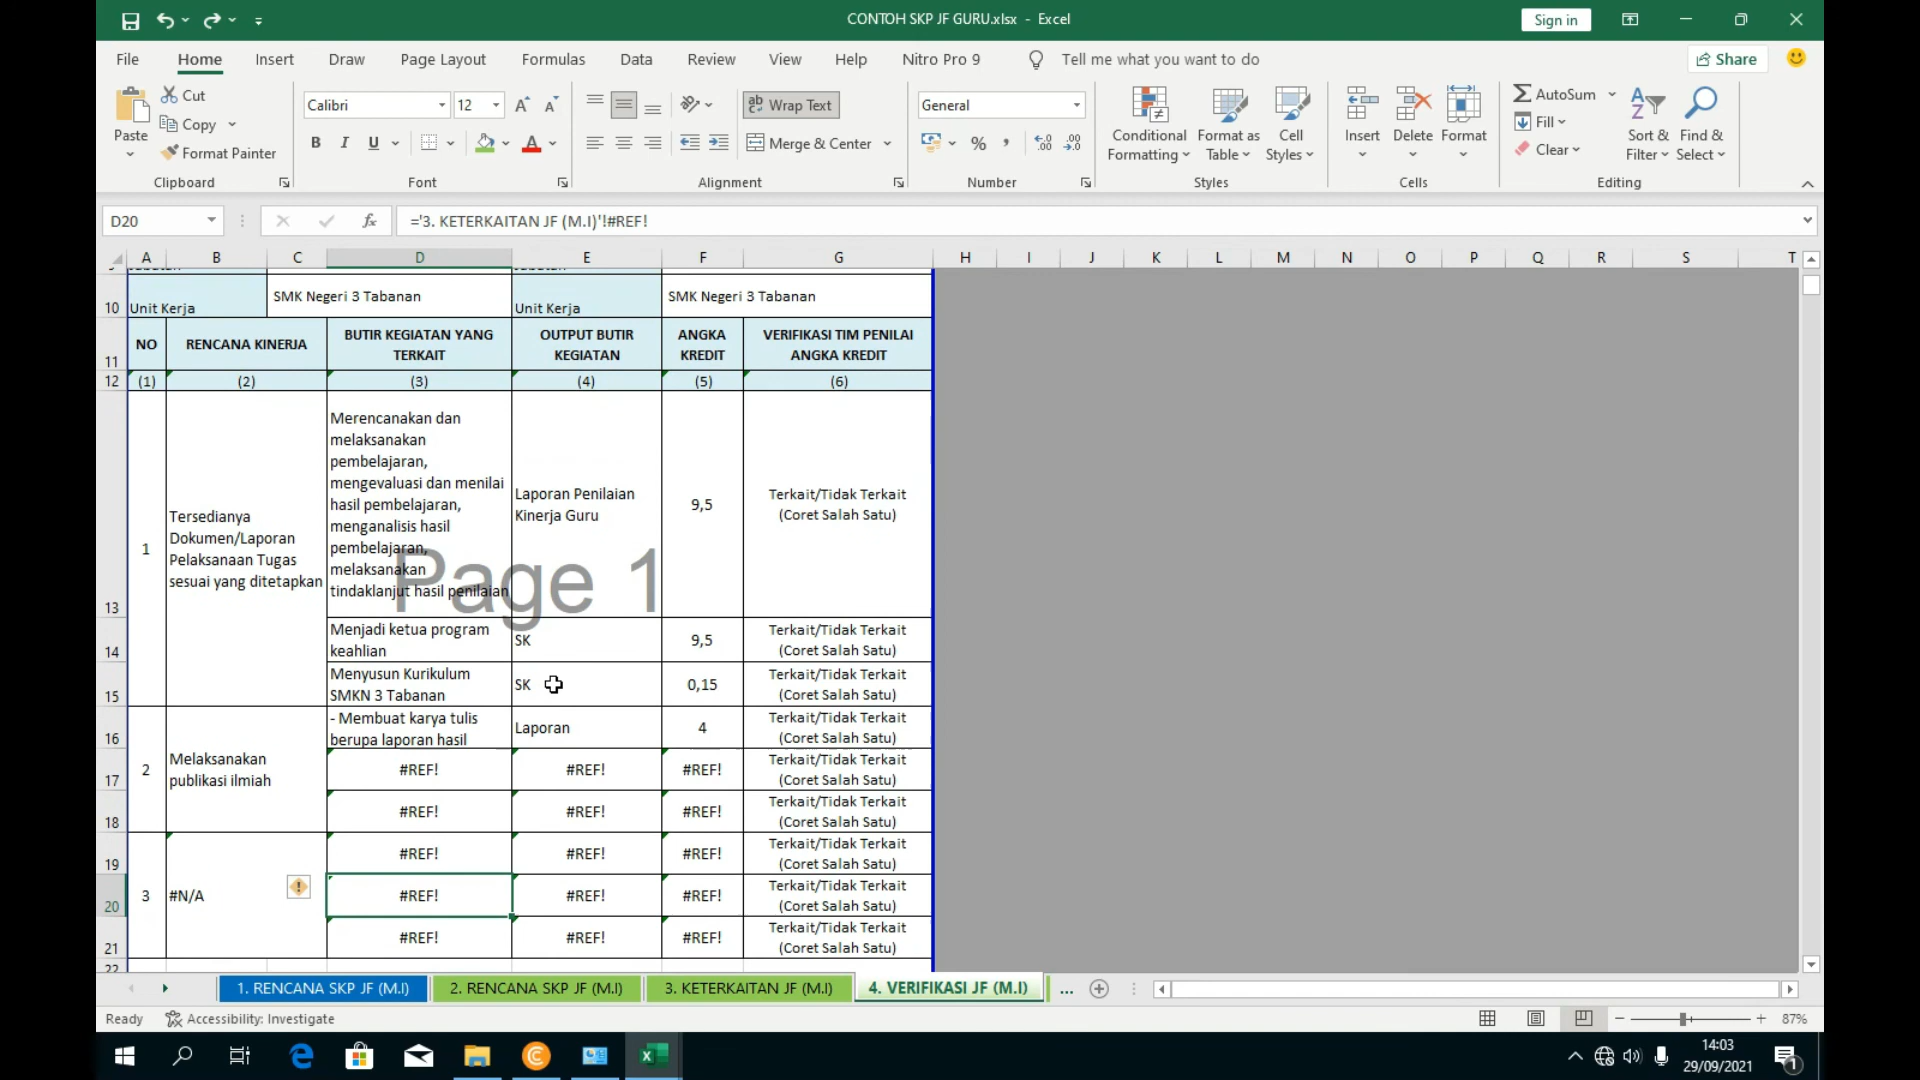 CONTOH SKP JF GURU.xlsx - Excel
Sign in
File Home Insert Draw Page Layout Formulas Data Review View Help Nitro Pro 9 Tell me what you want to do Share
Paste
Cut
Copy
Format Painter
Clipboard
Calibri 12
B I U
Font
Wrap Text
Merge & Center
Alignment
General
Number
Conditional Formatting
Format as Table
Cell Styles
Styles
Insert Delete Format
Cells
AutoSum
Fill
Clear
Sort & Filter
Find & Select
Editing
D20
fx ='3. KETERKAITAN JF (M.I)'!#REF!
A B C D E F G H I J K L M N O P Q R S T
10 Unit Kerja SMK Negeri 3 Tabanan Unit Kerja SMK Negeri 3 Tabanan
11 NO RENCANA KINERJA BUTIR KEGIATAN YANG TERKAIT OUTPUT BUTIR KEGIATAN ANGKA KREDIT VERIFIKASI TIM PENILAI ANGKA KREDIT
12 (1) (2) (3) (4) (5) (6)
13 1
Tersedianya
Dokumen/Laporan
Pelaksanaan Tugas
sesuai yang ditetapkan
Merencanakan dan
melaksanakan
pembelajaran,
mengevaluasi dan menilai
hasil pembelajaran,
menganalisis hasil
pembelajaran,
melaksanakan
tindaklanjut hasil penilaian
Laporan Penilaian
Kinerja Guru
9,5
Terkait/Tidak Terkait
(Coret Salah Satu)
Page 1
14 Menjadi ketua program keahlian SK 9,5 Terkait/Tidak Terkait (Coret Salah Satu)
15 Menyusun Kurikulum SMKN 3 Tabanan SK 0,15 Terkait/Tidak Terkait (Coret Salah Satu)
16 - Membuat karya tulis berupa laporan hasil Laporan 4 Terkait/Tidak Terkait (Coret Salah Satu)
2 Melaksanakan publikasi ilmiah
17 #REF! #REF! #REF! Terkait/Tidak Terkait (Coret Salah Satu)
18 #REF! #REF! #REF! Terkait/Tidak Terkait (Coret Salah Satu)
19 #REF! #REF! #REF! Terkait/Tidak Terkait (Coret Salah Satu)
20 3 #N/A #REF! #REF! #REF! Terkait/Tidak Terkait (Coret Salah Satu)
21 #REF! #REF! #REF! Terkait/Tidak Terkait (Coret Salah Satu)
22
1. RENCANA SKP JF (M.I) 2. RENCANA SKP JF (M.I) 3. KETERKAITAN JF (M.I) 4. VERIFIKASI JF (M.I) ...
Ready Accessibility: Investigate 87%
14:03
29/09/2021
1